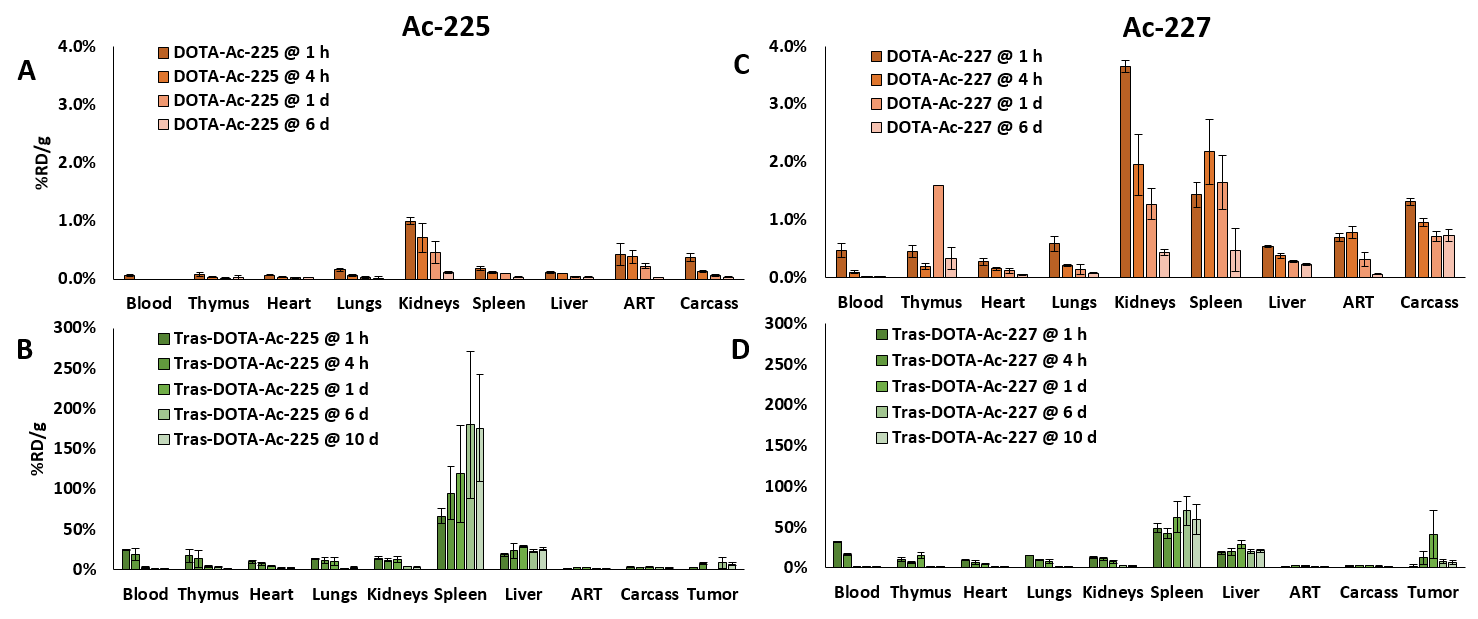 Ac-225
A
4.0%
3.0%
2.0%
1.0%
0.0%
%RD/g
DOTA-Ac-225 @ 1 h
DOTA-Ac-225 @ 4 h
DOTA-Ac-225 @ 1 d
DOTA-Ac-225 @ 6 d
Blood Thymus Heart Lungs Kidneys Spleen Liver ART Carcass
B
300%
250%
200%
150%
100%
50%
0%
%RD/g
Tras-DOTA-Ac-225 @ 1 h
Tras-DOTA-Ac-225 @ 4 h
Tras-DOTA-Ac-225 @ 1 d
Tras-DOTA-Ac-225 @ 6 d
Tras-DOTA-Ac-225 @ 10 d
Blood Thymus Heart Lungs Kidneys Spleen Liver ART Carcass Tumor
Ac-227
C
4.0%
3.0%
2.0%
1.0%
0.0%
DOTA-Ac-227 @ 1 h
DOTA-Ac-227 @ 4 h
DOTA-Ac-227 @ 1 d
DOTA-Ac-227 @ 6 d
Blood Thymus Heart Lungs Kidneys Spleen Liver ART Carcass
D
300%
250%
200%
150%
100%
50%
0%
Tras-DOTA-Ac-227 @ 1 h
Tras-DOTA-Ac-227 @ 4 h
Tras-DOTA-Ac-227 @ 1 d
Tras-DOTA-Ac-227 @ 6 d
Tras-DOTA-Ac-227 @ 10 d
Blood Thymus Heart Lungs Kidneys Spleen Liver ART Carcass Tumor